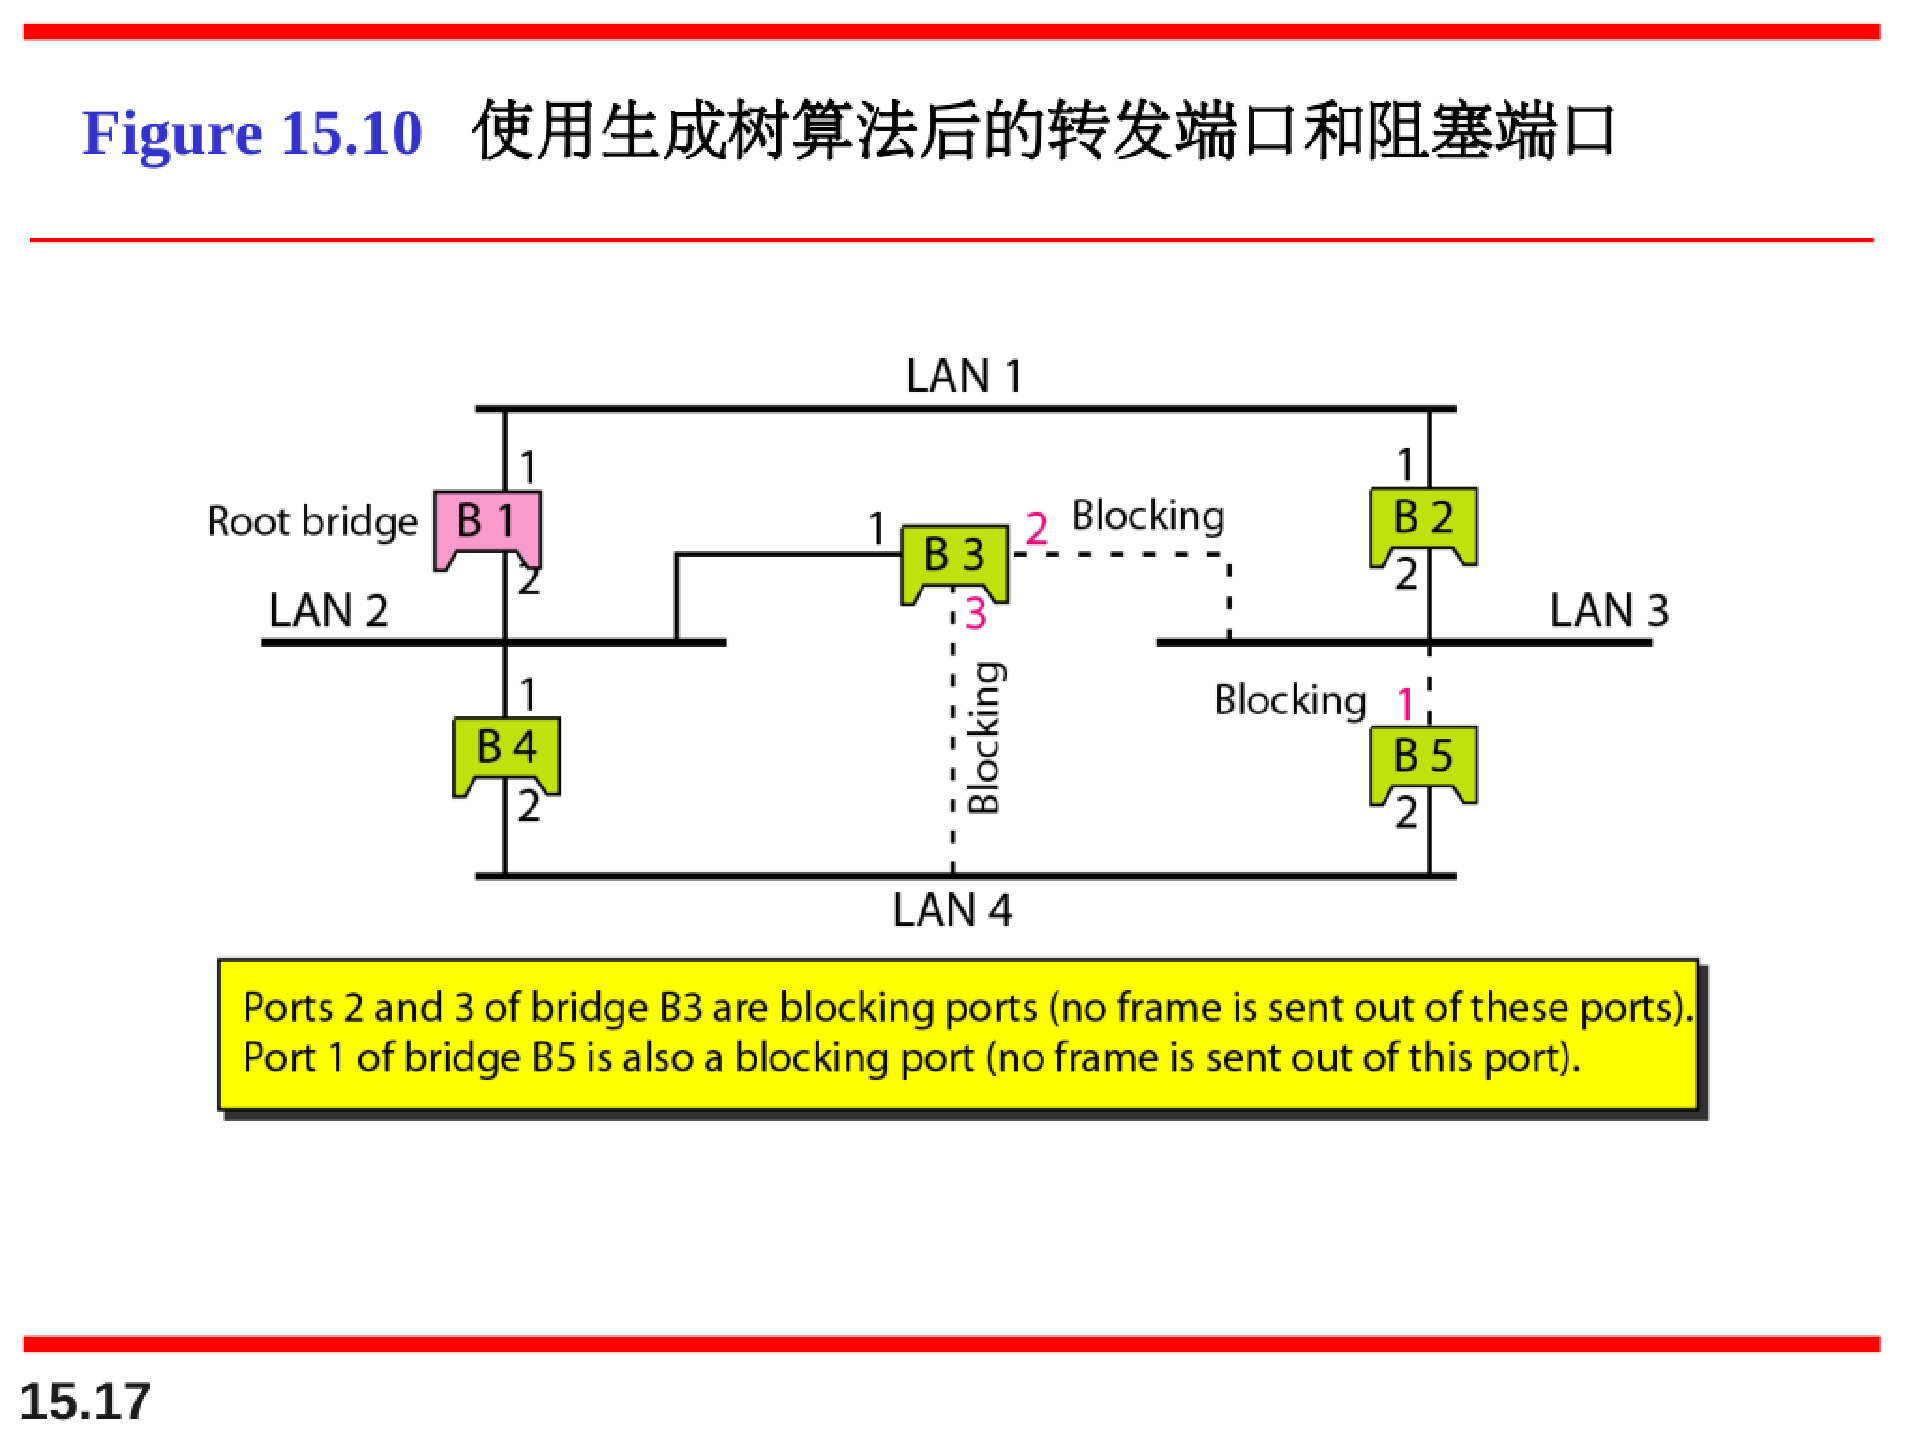 Figure 15.10 使用生成树算法后的转发端口和阻塞端口
LAN 1
1
1
Root bridge
B 1
2
1
B 3
2
Blocking
3
B 2
2
LAN 2
LAN 3
Blocking
1
B 4
2
Blocking
1
B 5
2
LAN 4
Ports 2 and 3 of bridge B3 are blocking ports (no frame is sent out of these ports).
Port 1 of bridge B5 is also a blocking port (no frame is sent out of this port).
15.17